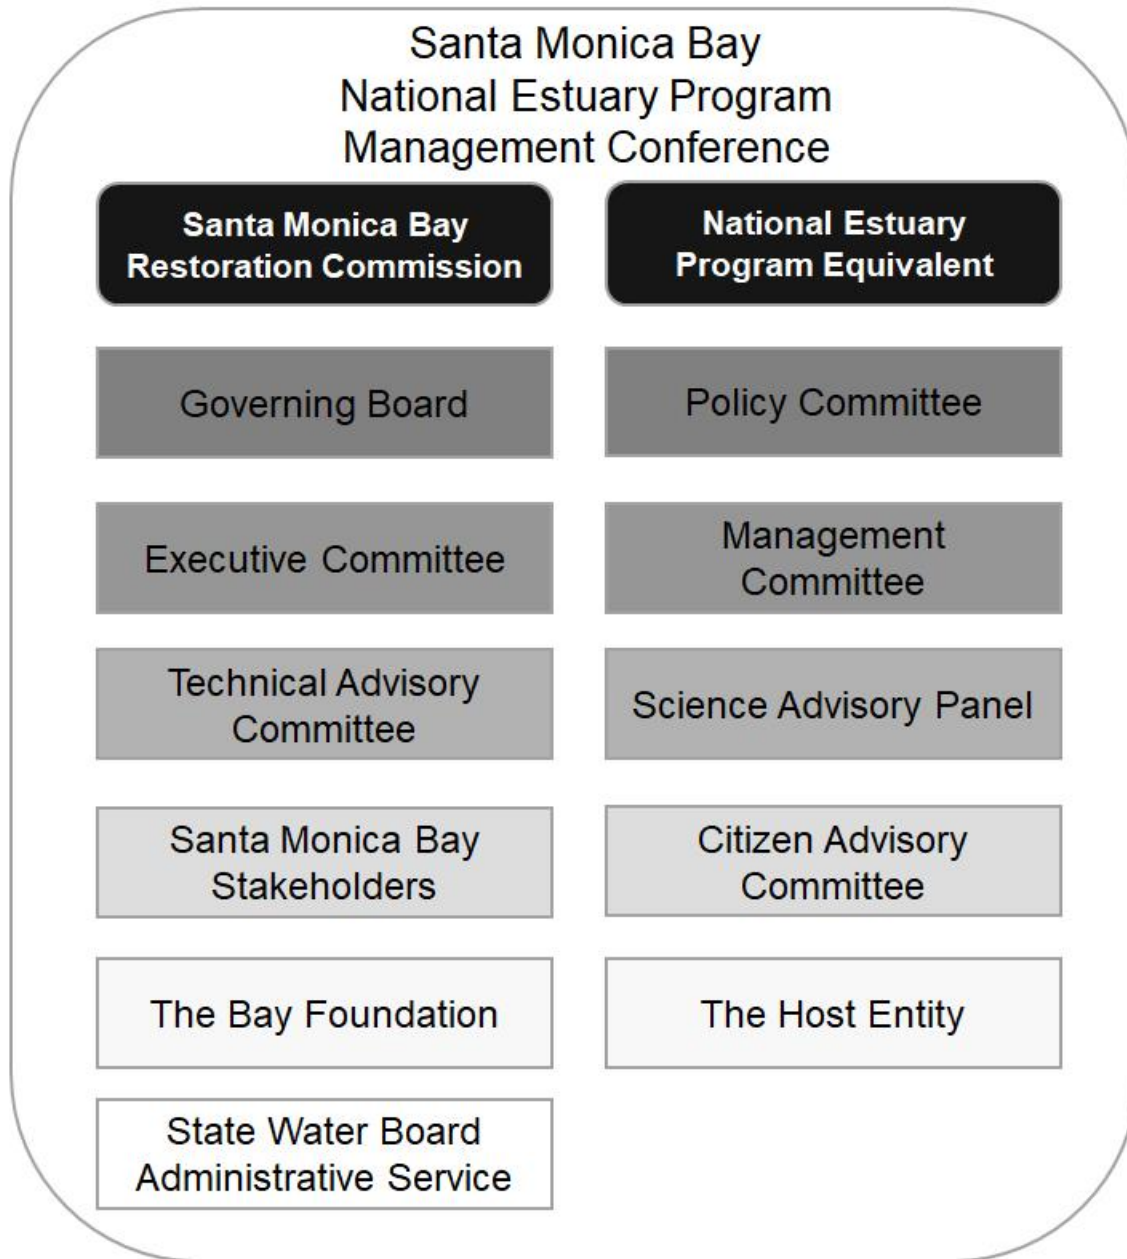 Santa Monica Bay
National Estuary Program
Management Conference
Santa Monica Bay
Restoration Commission
National Estuary
Program Equivalent
Governing Board
Policy Committee
Executive Committee
Management
Committee
Technical Advisory
Committee
Science Advisory Panel
Santa Monica Bay
Stakeholders
Citizen Advisory
Committee
The Bay Foundation
The Host Entity
State Water Board
Administrative Service